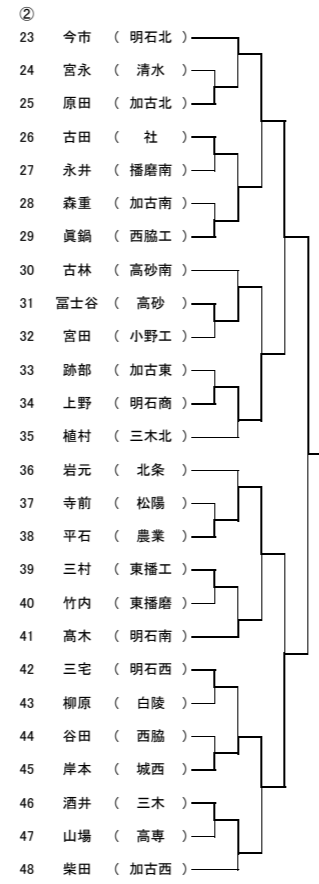 ②
23 今市 ( 明石北 )
24 宮永 ( 清水 )
25 原田 ( 加古北 )
26 古田 ( 社 )
27 永井 ( 播磨南 )
28 森重 ( 加古南 )
29 眞鍋 ( 西脇工 )
30 古林 ( 高砂南 )
31 冨士谷 ( 高砂 )
32 宮田 ( 小野工 )
33 跡部 ( 加古東 )
34 上野 ( 明石商 )
35 植村 ( 三木北 )
36 岩元 ( 北条 )
37 寺前 ( 松陽 )
38 平石 ( 農業 )
39 三村 ( 東播工 )
40 竹内 ( 東播磨 )
41 髙木 ( 明石南 )
42 三宅 ( 明石西 )
43 柳原 ( 白陵 )
44 谷田 ( 西脇 )
45 岸本 ( 城西 )
46 酒井 ( 三木 )
47 山場 ( 高専 )
48 柴田 ( 加古西 )